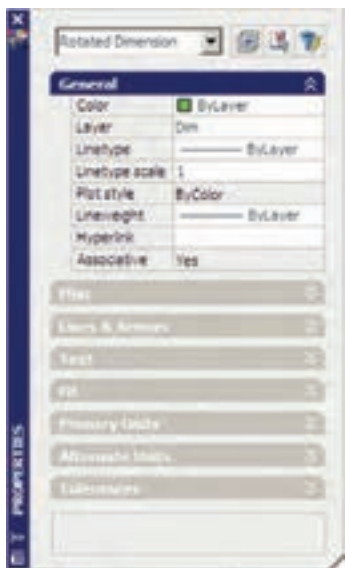 Rotated Dimension
General
Color ByLayer
Layer Dim
Linetype ByLayer
Linetype scale 1
Plot style ByColor
Lineweight ByLayer
Hyperlink
Associative Yes
Misc
Lines & Arrows
Text
Fit
Primary Units
Alternate Units
Tolerances
PROPERTIES